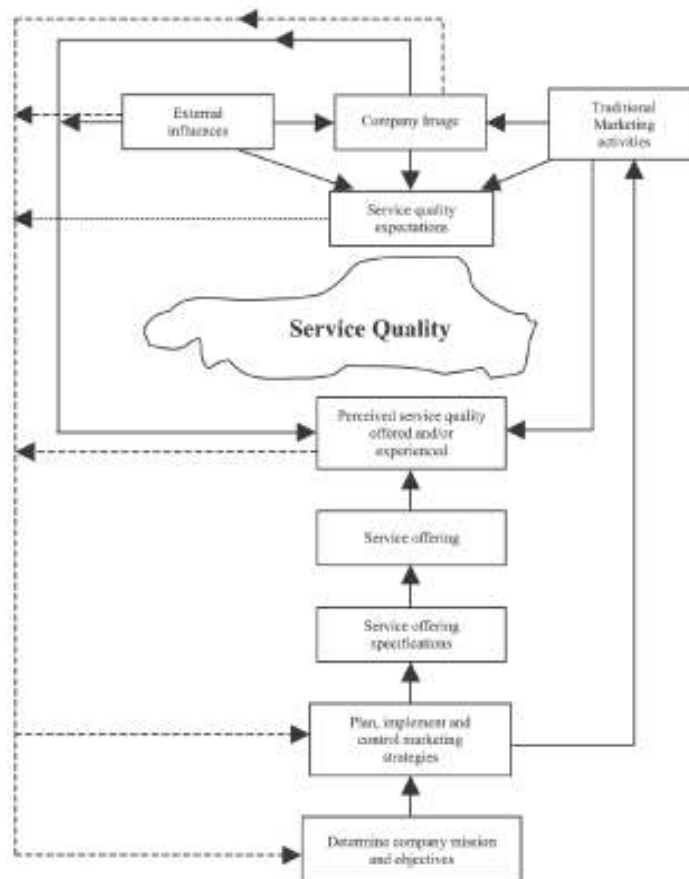 External
influences
Company Image
Traditional
Marketing
activities
Service quality
expectations
Service Quality
Perceived service quality
offered and/or
experienced
Service offering
Service offering
specifications
Plan, implement and
control marketing
strategies
Determine company mission
and objectives